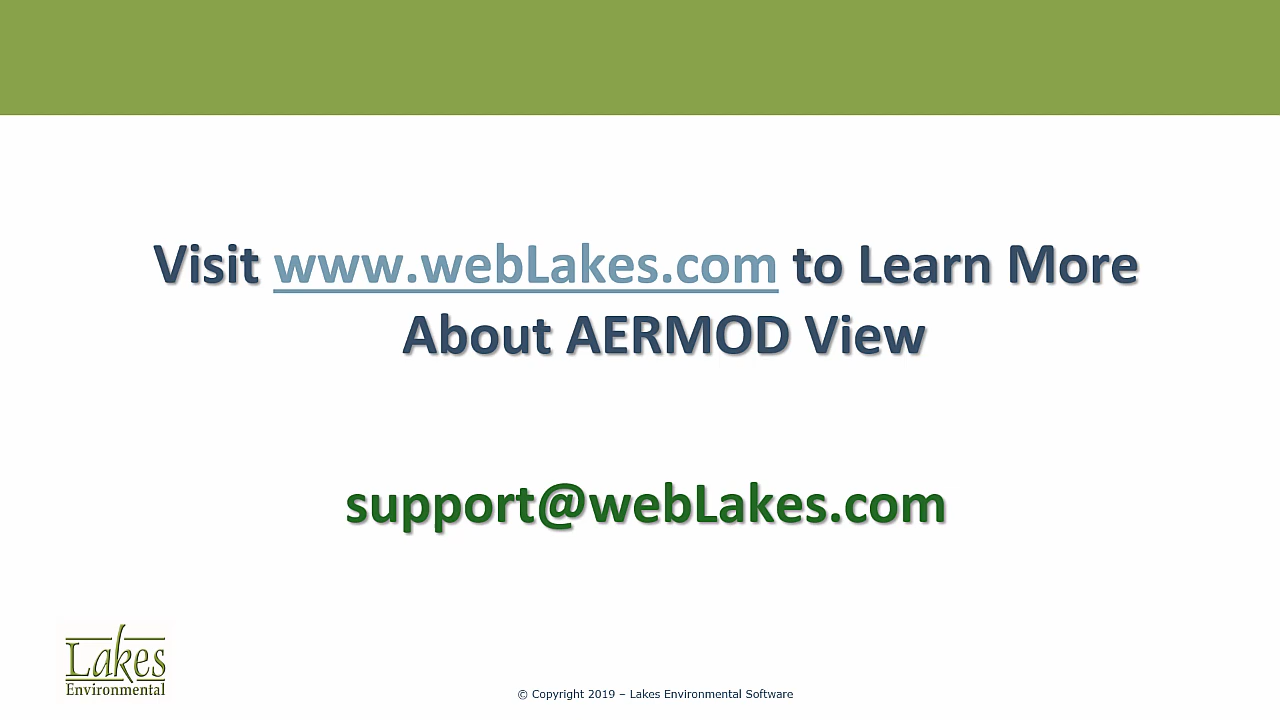 Visit www.webLakes.com to Learn More
About AERMOD View
support@webLakes.com
Lakes
Environmental
© Copyright 2019 – Lakes Environmental Software